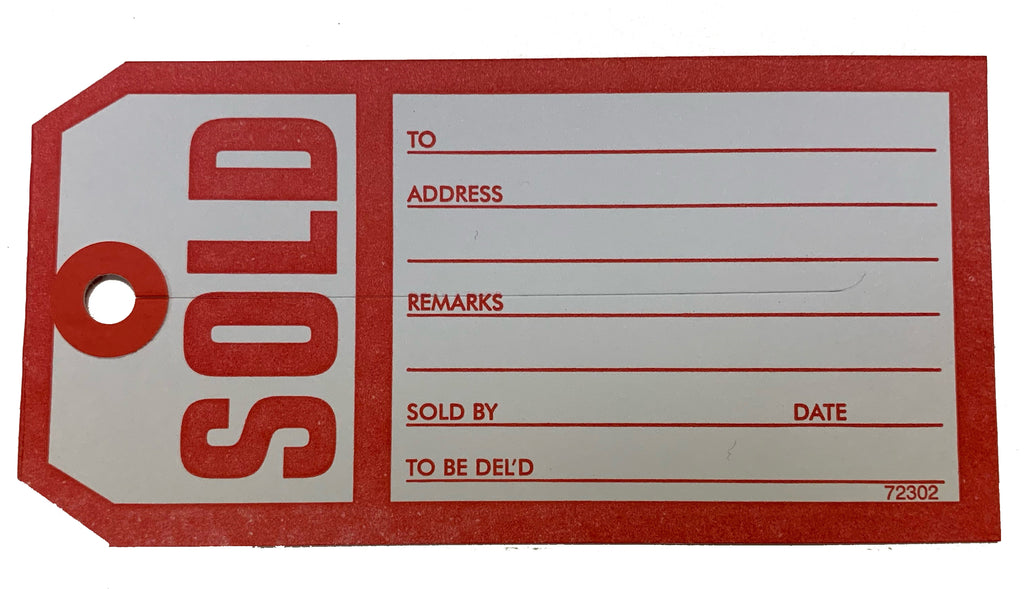 SOLD
TO
ADDRESS
REMARKS
SOLD BY DATE
TO BE DEL'D
72302